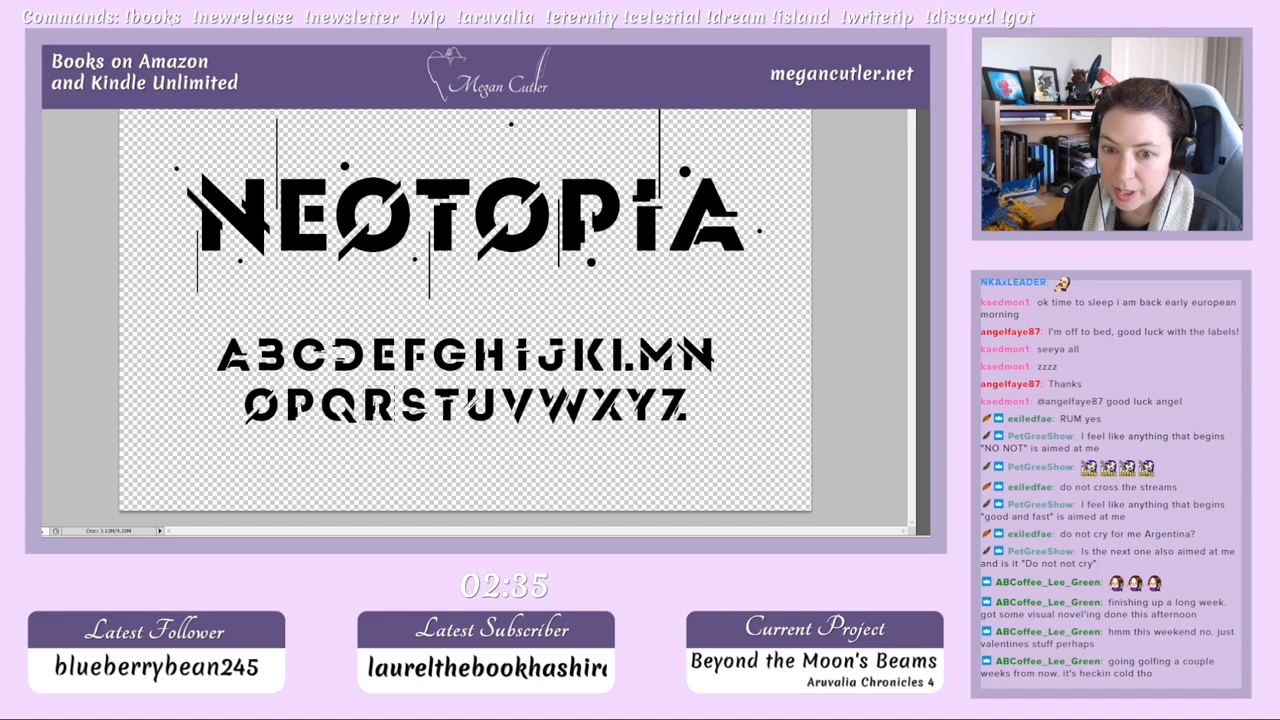 Commands: !books !newrelease !newsletter !wip !aruvalia !eternity !celestial !dream !island !writetip !discord !got
Books on Amazon
and Kindle Unlimited
Megan Cutler
megancutler.net
NEOTOPIA
ABCDEFGHIJKLMN
OPQRSTUVWXYZ
Doc: 3.13M/9.10M
02:35
Latest Follower
blueberrybean245
Latest Subscriber
laurelthebookhashira
Current Project
Beyond the Moon's Beams
Aruvalia Chronicles 4
NKAxLEADER:
kaedmon1: ok time to sleep i am back early european
morning
angelfaye87: I'm off to bed, good luck with the labels!
kaedmon1: seeya all
kaedmon1: zzzz
angelfaye87: Thanks
kaedmon1: @angelfaye87 good luck angel
exiledfae: RUM yes
PetGreeShow: I feel like anything that begins
"NO NOT" is aimed at me
PetGreeShow:
exiledfae: do not cross the streams
PetGreeShow: I feel like anything that begins
"good and fast" is aimed at me
exiledfae: do not cry for me Argentina?
PetGreeShow: Is the next one also aimed at me
and is it "Do not not cry"
ABCoffee_Lee_Green:
ABCoffee_Lee_Green: finishing up a long week.
got some visual novel'ing done this afternoon
ABCoffee_Lee_Green: hmm this weekend no. just
valentines stuff perhaps
ABCoffee_Lee_Green: going golfing a couple
weeks from now. it's heckin cold tho